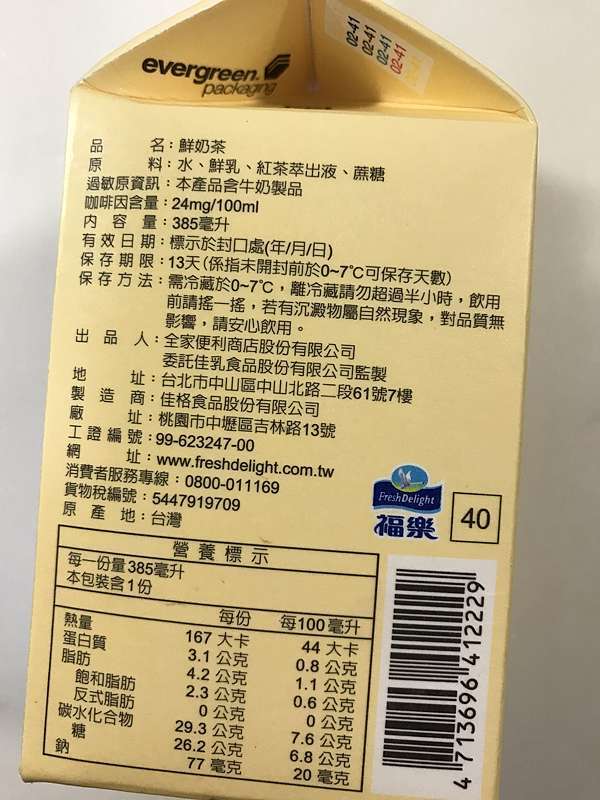 02-41
02-41
02-41
02-41
evergreen
packaging
品名：鮮奶茶
原料：水、鮮乳、紅茶萃出液、蔗糖
過敏原資訊：本產品含牛奶製品
咖啡因含量：24mg/100ml
內容量：385毫升
有效日期：標示於封口處(年/月/日)
保存期限：13天(係指未開封前於0~7℃可保存天數)
保存方法：需冷藏於0~7℃，離冷藏請勿超過半小時，飲用
前請搖一搖，若有沉澱物屬自然現象，對品質無
影響，請安心飲用。
出品人：全家便利商店股份有限公司
委託佳乳食品股份有限公司監製
地址：台北市中山區中山北路二段61號7樓
製造商：佳格食品股份有限公司
廠址：桃園市中壢區吉林路13號
工證編號：99-623247-00
網址：www.freshdelight.com.tw
消費者服務專線：0800-011169
貨物稅編號：5447919709
原產地：台灣
FreshDelight
福樂
40
營養標示
每一份量385毫升
本包裝含1份
每份 每100毫升
熱量 167 大卡 44 大卡
蛋白質 3.1 公克 0.8 公克
脂肪 4.2 公克 1.1 公克
飽和脂肪 2.3 公克 0.6 公克
反式脂肪 0 公克 0 公克
碳水化合物 29.3 公克 7.6 公克
糖 26.2 公克 6.8 公克
鈉 77 毫克 20 毫克
4 713696 412229